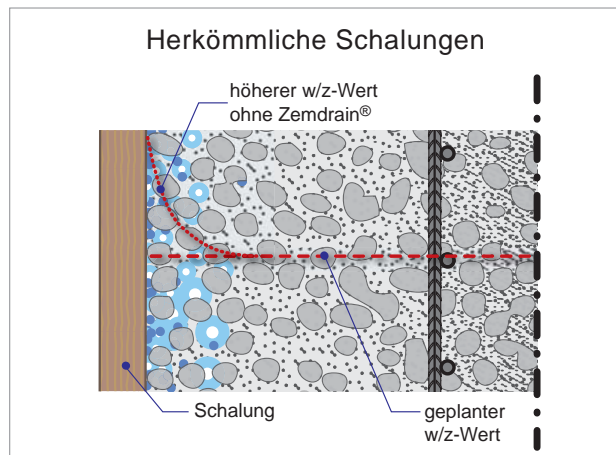 Herkömmliche Schalungen
höherer w/z-Wert
ohne Zemdrain®
Schalung
geplanter
w/z-Wert